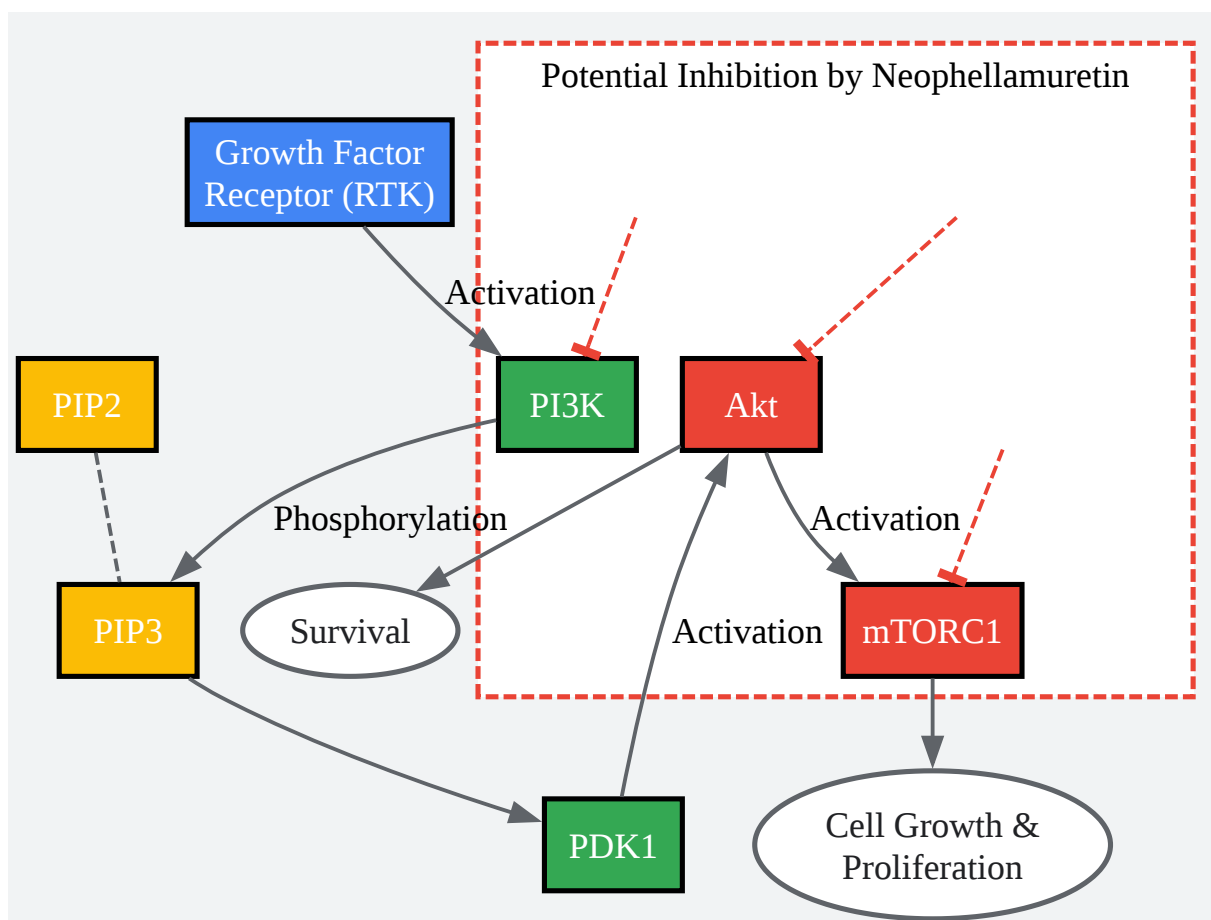 Potential Inhibition by Neophellamuretin
Growth Factor
Receptor (RTK)
Activation
PIP2
PI3K
Akt
Phosphorylation
Activation
PIP3
Survival
Activation
mTORC1
PDK1
Cell Growth &
Proliferation